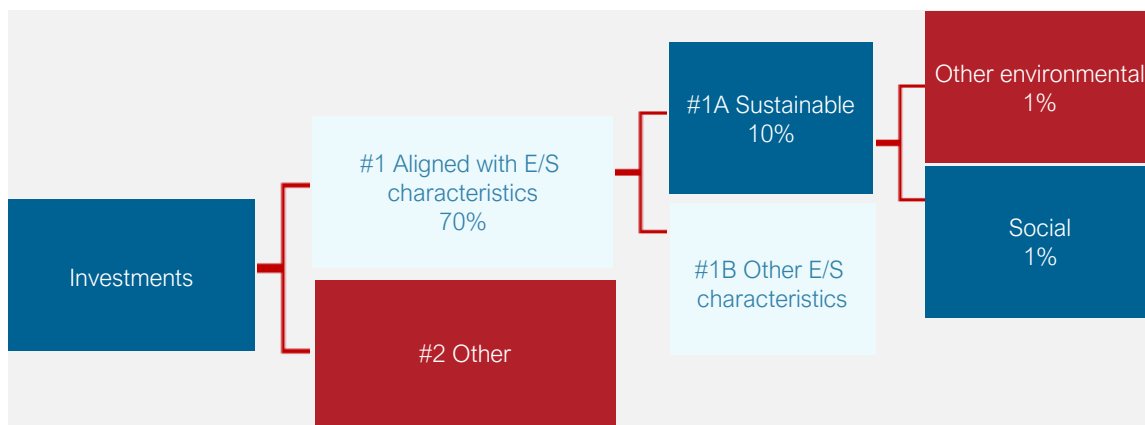 Investments
#1 Aligned with E/S
characteristics
70%
#2 Other
#1A Sustainable
10%
#1B Other E/S
characteristics
Other environmental
1%
Social
1%